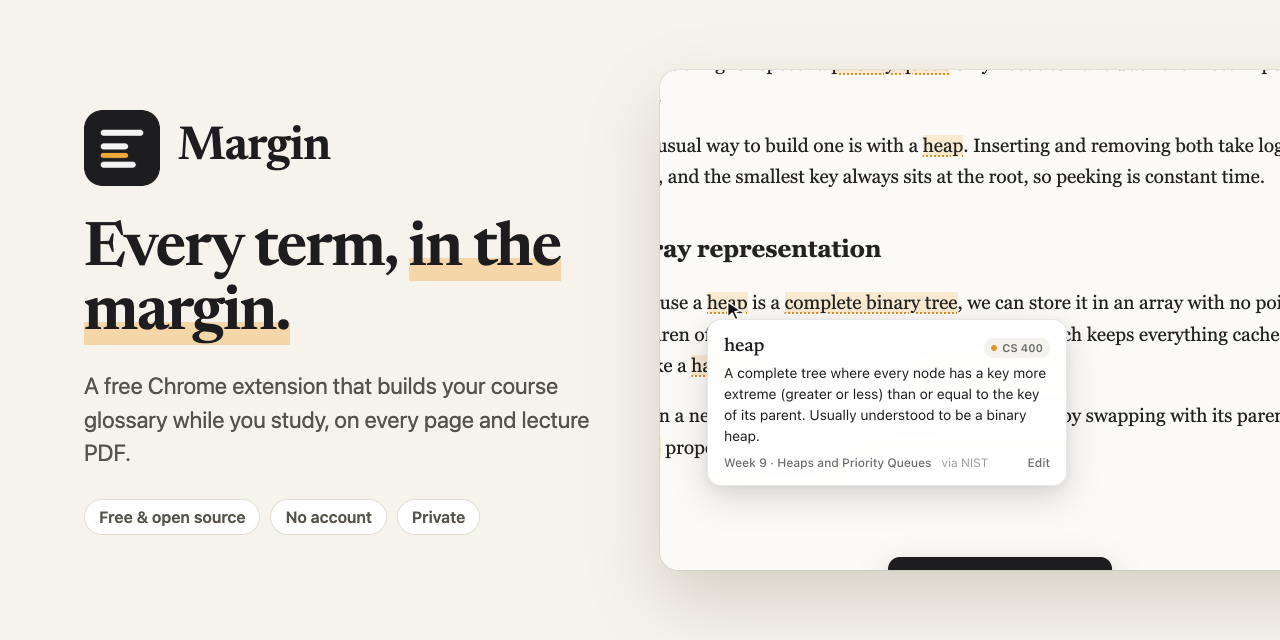 Margin
Every term, in the
margin.
A free Chrome extension that builds your course
glossary while you study, on every page and lecture
PDF.
Free & open source
No account
Private
usual way to build one is with a heap. Inserting and removing both take log
, and the smallest key always sits at the root, so peeking is constant time.
ray representation
use a heap is a complete binary tree, we can store it in an array with no poi
ren of
ch keeps everything cache
ke a ha
n a ne
by swapping with its paren
prope
heap
CS 400
A complete tree where every node has a key more
extreme (greater or less) than or equal to the key
of its parent. Usually understood to be a binary
heap.
Week 9 · Heaps and Priority Queues via NIST Edit